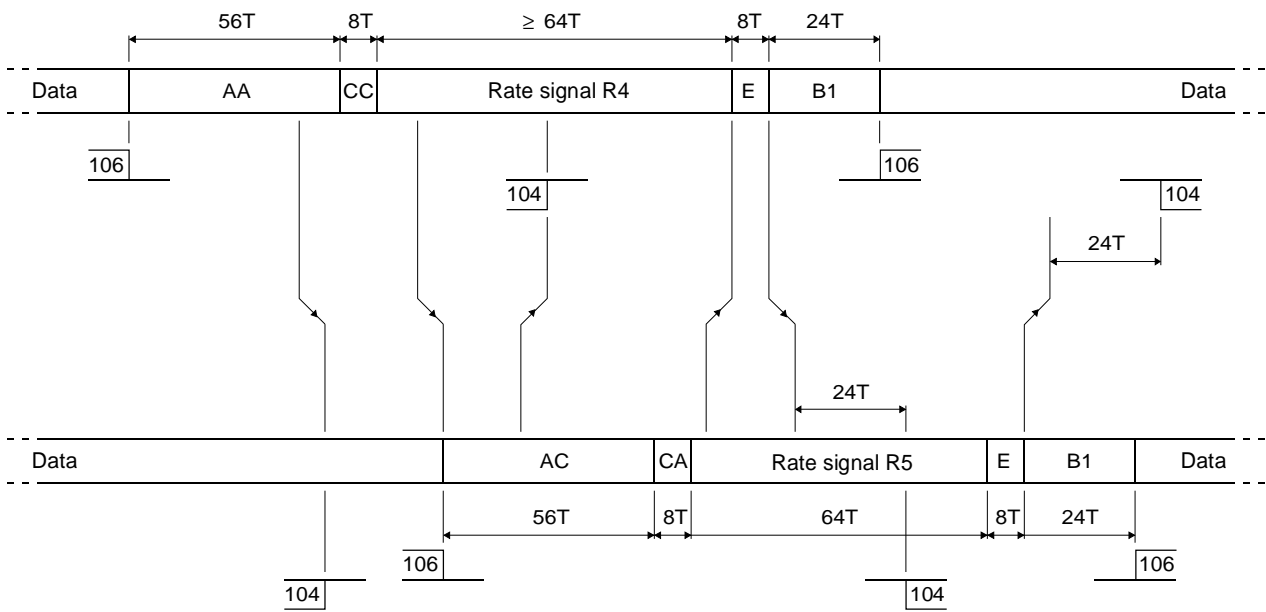 56T 8T ≥ 64T 8T 24T
Data AA CC Rate signal R4 E B1 Data
106 106
104 104
24T
24T
Data AC CA Rate signal R5 E B1 Data
56T 8T 64T 8T 24T
106 106
104 104